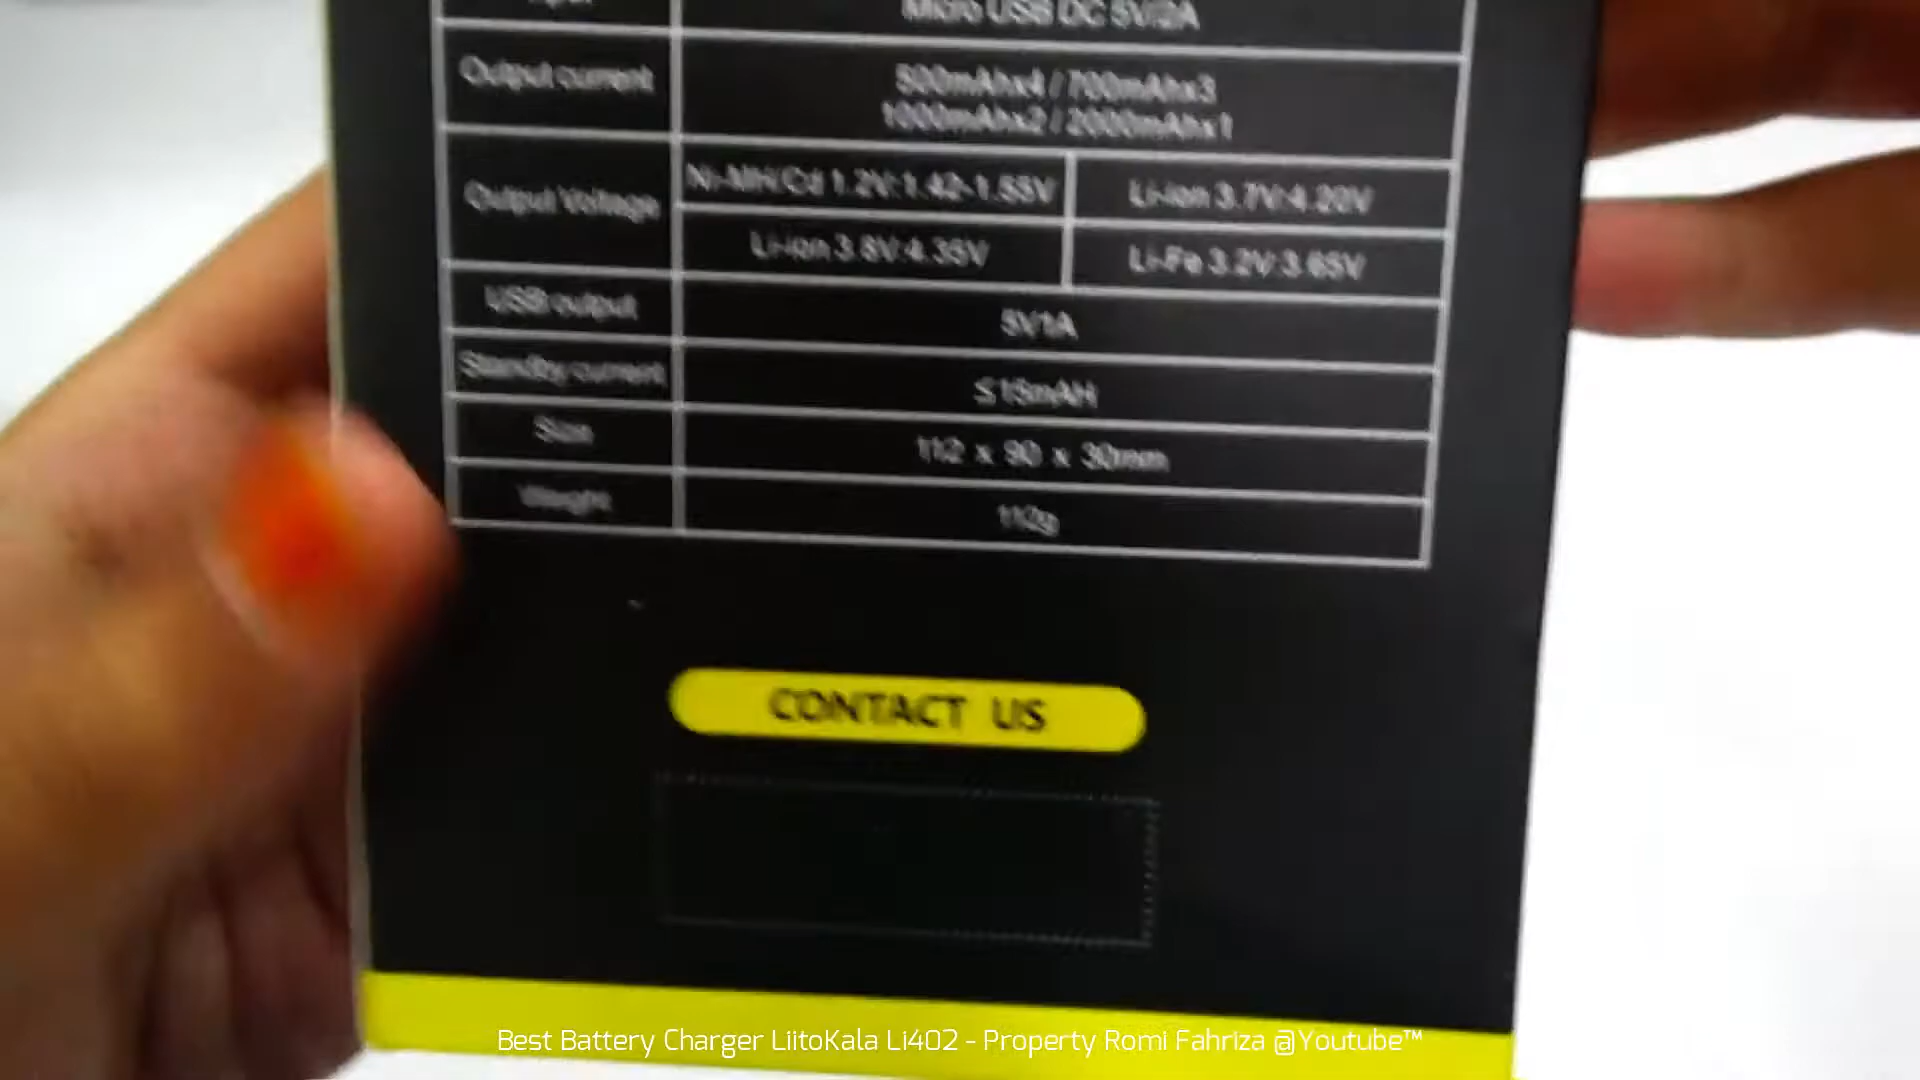 Input
Micro USB DC 5V/2A
Output current
500mAhx4 / 700mAhx3
1000mAhx2 / 2000mAhx1
Output Voltage
Ni-MH/Cd 1.2V:1.42-1.55V
Li-ion 3.7V:4.20V
Li-ion 3.8V:4.35V
Li-Fe 3.2V:3.65V
USB output
5V1A
Standby current
≤15mAH
Size
112 x 90 x 30mm
Weight
112g
CONTACT US
Best Battery Charger LiitoKala Li402 - Property Romi Fahriza @Youtube™